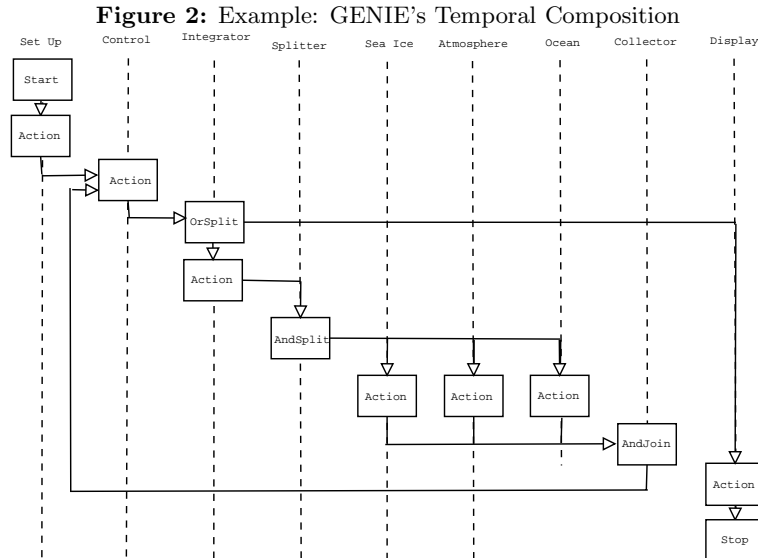 Figure 2: Example: GENIE's Temporal Composition
Set Up Control Integrator Splitter Sea Ice Atmosphere Ocean Collector Display
Start
Action
Action
OrSplit
Action
AndSplit
Action Action Action
AndJoin
Action
Stop